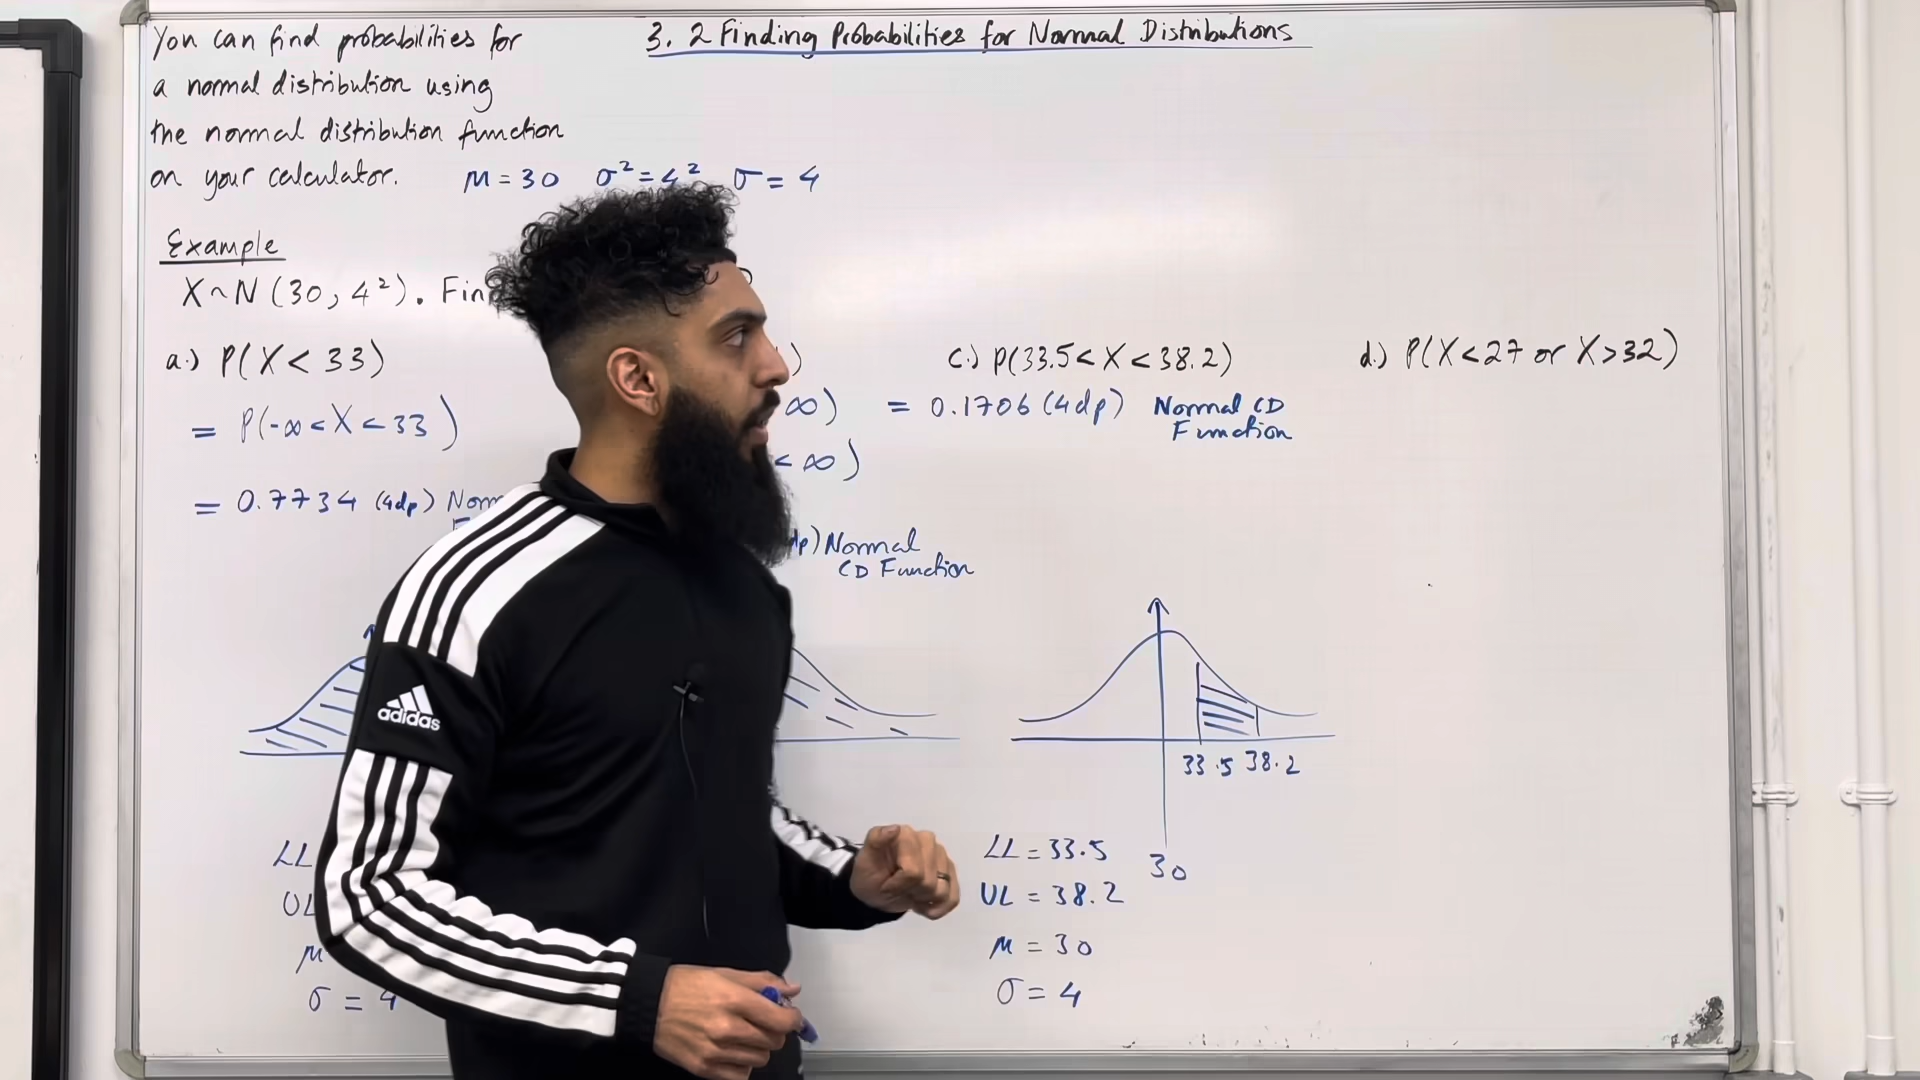 You can find probabilities for
a normal distribution using
the normal distribution function
on your calculator.
3.2 Finding Probabilities for Normal Distributions
μ = 30 σ² = 4² σ = 4
Example
X ~ N (30, 4²). Fin
a.) P(X < 33)
= P(-∞ < X < 33)
= 0.7734 (4dp) Norm
)
∞)
< ∞)
dp) Normal
CD Function
c.) P(33.5 < X < 38.2)
= 0.1706 (4dp) Normal CD
Function
d.) P(X < 27 or X > 32)
adidas
LL
UL
μ
σ = 4
33.5 38.2
30
LL = 33.5
UL = 38.2
μ = 30
σ = 4